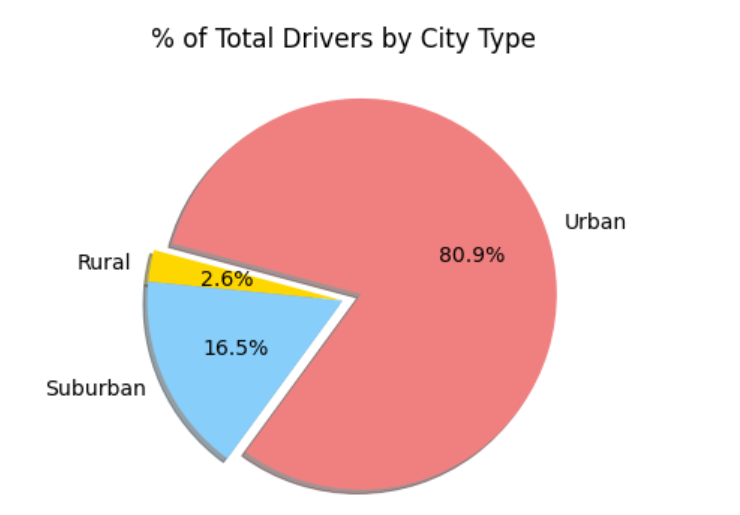 % of Total Drivers by City Type
Urban
80.9%
Rural
2.6%
16.5%
Suburban